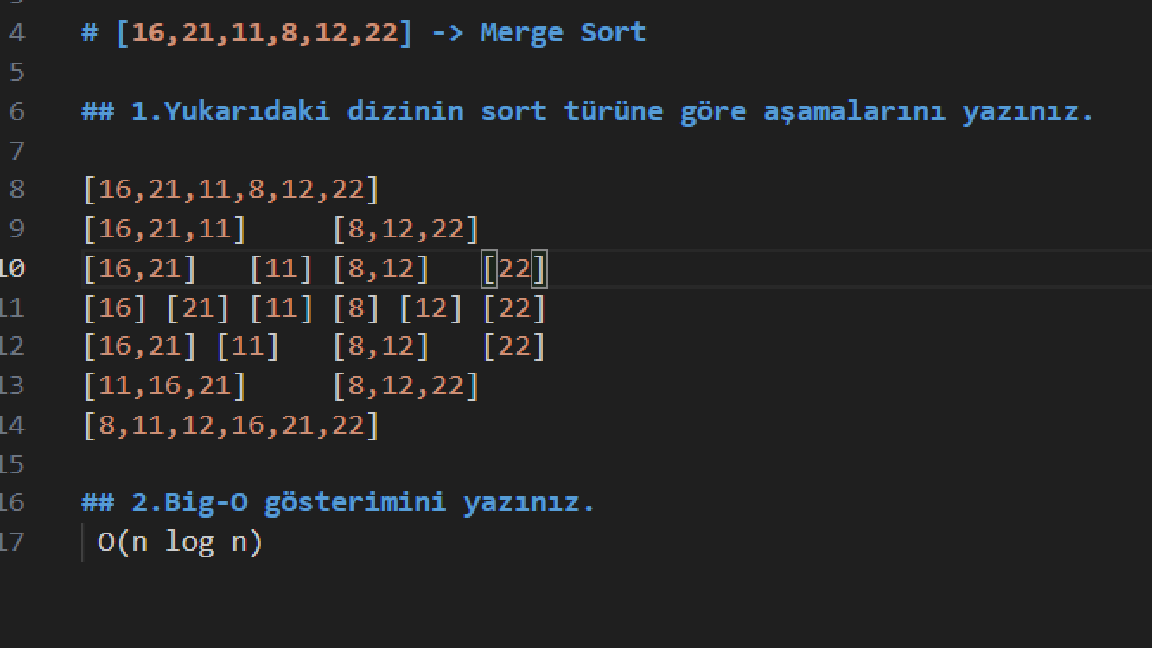 4 # [16,21,11,8,12,22] -> Merge Sort
5
6 ## 1.Yukarıdaki dizinin sort türüne göre aşamalarını yazınız.
7
8 [16,21,11,8,12,22]
9 [16,21,11] [8,12,22]
10 [16,21] [11] [8,12] [22]
11 [16] [21] [11] [8] [12] [22]
12 [16,21] [11] [8,12] [22]
13 [11,16,21] [8,12,22]
14 [8,11,12,16,21,22]
15
16 ## 2.Big-O gösterimini yazınız.
17 O(n log n)